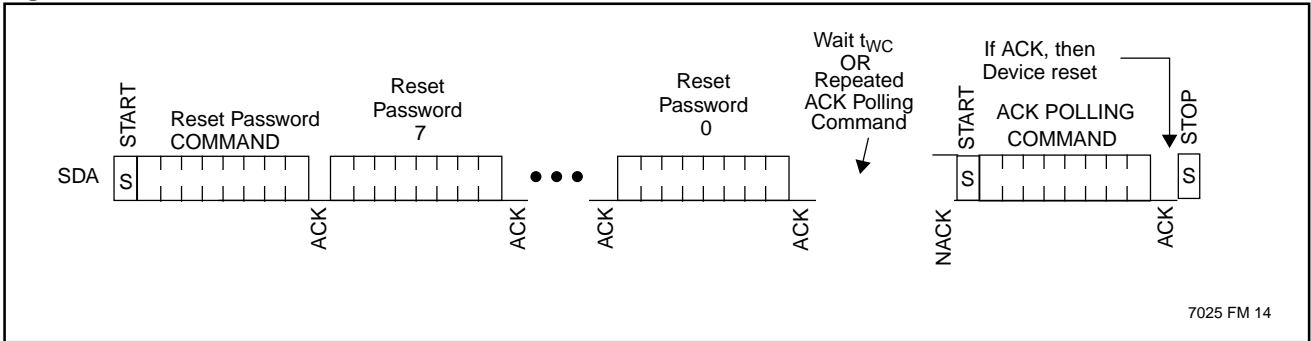 Wait tWC
OR
Repeated
ACK Polling
Command
If ACK, then
Device reset
START
Reset Password
COMMAND
Reset
Password
7
Reset
Password
0
START
ACK POLLING
COMMAND
STOP
SDA
S
S
S
ACK
ACK
ACK
ACK
NACK
ACK
7025 FM 14